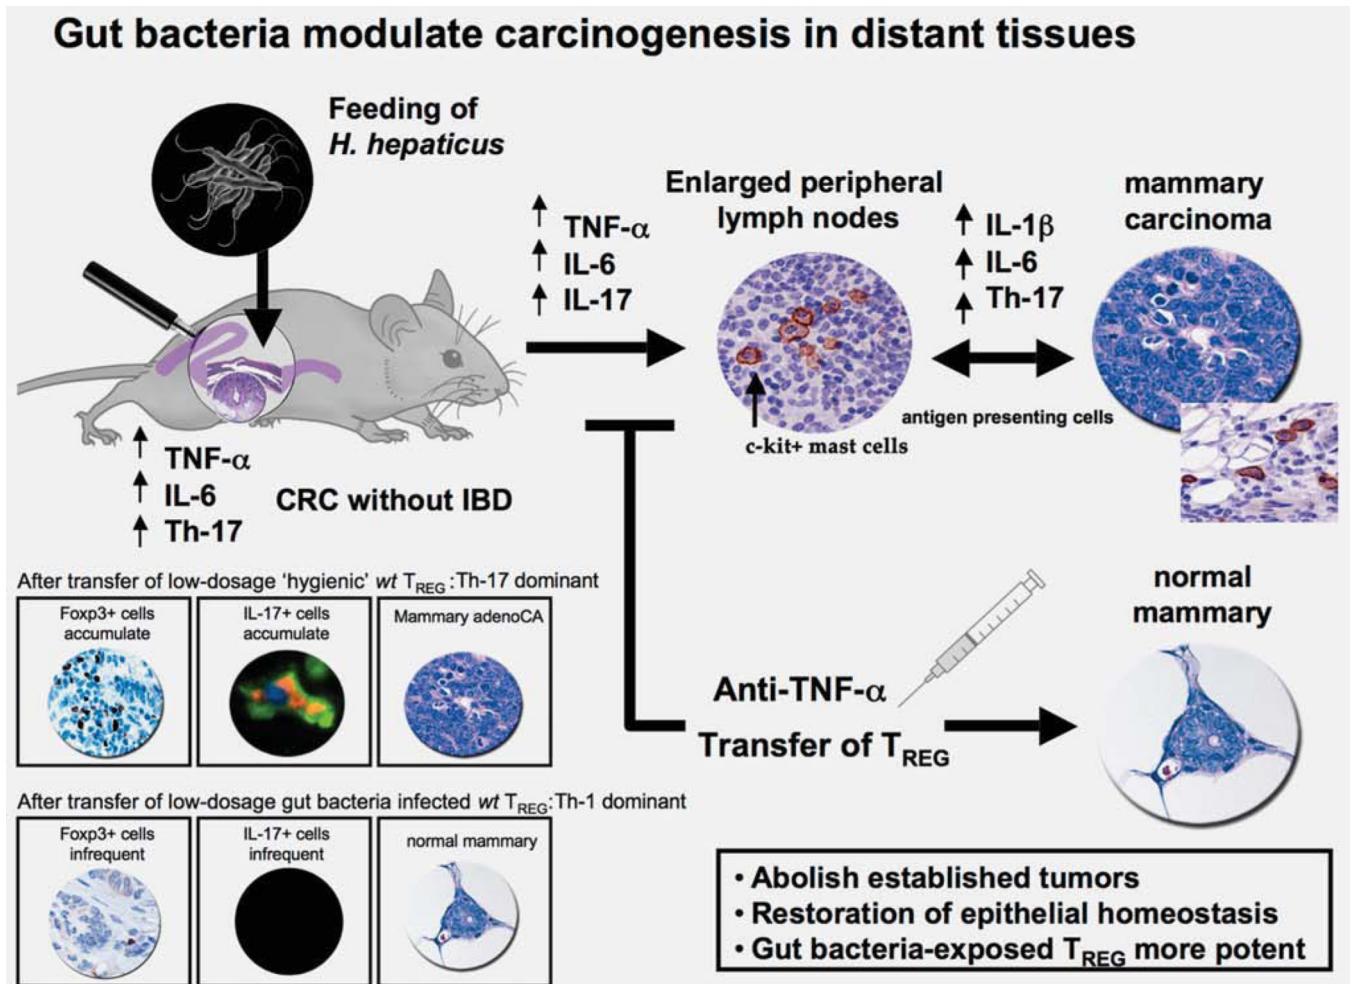 Gut bacteria modulate carcinogenesis in distant tissues
Feeding of
H. hepaticus
↑ TNF-α
↑ IL-6
↑ IL-17
Enlarged peripheral
lymph nodes
↑ IL-1β
↑ IL-6
↑ Th-17
mammary
carcinoma
antigen presenting cells
c-kit+ mast cells
↑ TNF-α
↑ IL-6
↑ Th-17
CRC without IBD
After transfer of low-dosage ‘hygienic’ wt TREG :Th-17 dominant
Foxp3+ cells
accumulate
IL-17+ cells
accumulate
Mammary adenoCA
After transfer of low-dosage gut bacteria infected wt TREG:Th-1 dominant
Foxp3+ cells
infrequent
IL-17+ cells
infrequent
normal mammary
Anti-TNF-α
Transfer of TREG
normal
mammary
• Abolish established tumors
• Restoration of epithelial homeostasis
• Gut bacteria-exposed TREG more potent